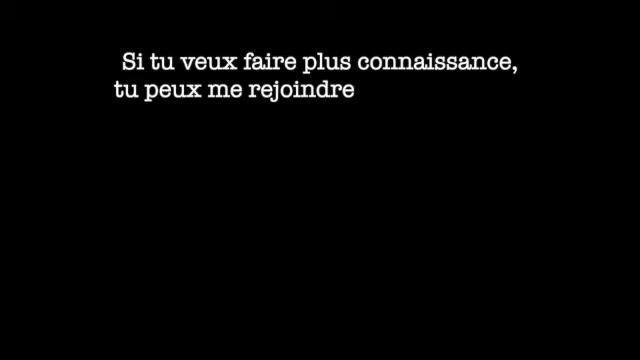 Si tu veux faire plus connaissance,
tu peux me rejoindre